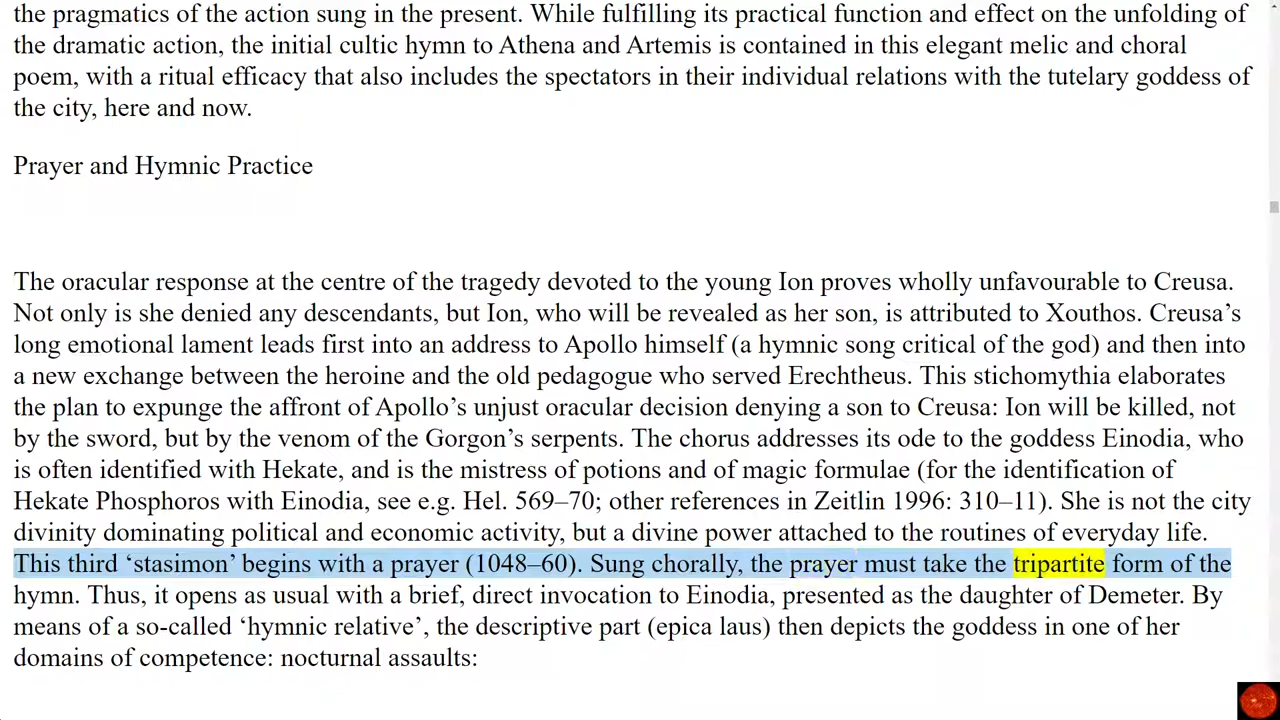 the pragmatics of the action sung in the present. While fulfilling its practical function and effect on the unfolding of
the dramatic action, the initial cultic hymn to Athena and Artemis is contained in this elegant melic and choral
poem, with a ritual efficacy that also includes the spectators in their individual relations with the tutelary goddess of
the city, here and now.
Prayer and Hymnic Practice
The oracular response at the centre of the tragedy devoted to the young Ion proves wholly unfavourable to Creusa.
Not only is she denied any descendants, but Ion, who will be revealed as her son, is attributed to Xouthos. Creusa’s
long emotional lament leads first into an address to Apollo himself (a hymnic song critical of the god) and then into
a new exchange between the heroine and the old pedagogue who served Erechtheus. This stichomythia elaborates
the plan to expunge the affront of Apollo’s unjust oracular decision denying a son to Creusa: Ion will be killed, not
by the sword, but by the venom of the Gorgon’s serpents. The chorus addresses its ode to the goddess Einodia, who
is often identified with Hekate, and is the mistress of potions and of magic formulae (for the identification of
Hekate Phosphoros with Einodia, see e.g. Hel. 569–70; other references in Zeitlin 1996: 310–11). She is not the city
divinity dominating political and economic activity, but a divine power attached to the routines of everyday life.
This third ‘stasimon’ begins with a prayer (1048–60). Sung chorally, the prayer must take the tripartite form of the
hymn. Thus, it opens as usual with a brief, direct invocation to Einodia, presented as the daughter of Demeter. By
means of a so-called ‘hymnic relative’, the descriptive part (epica laus) then depicts the goddess in one of her
domains of competence: nocturnal assaults: